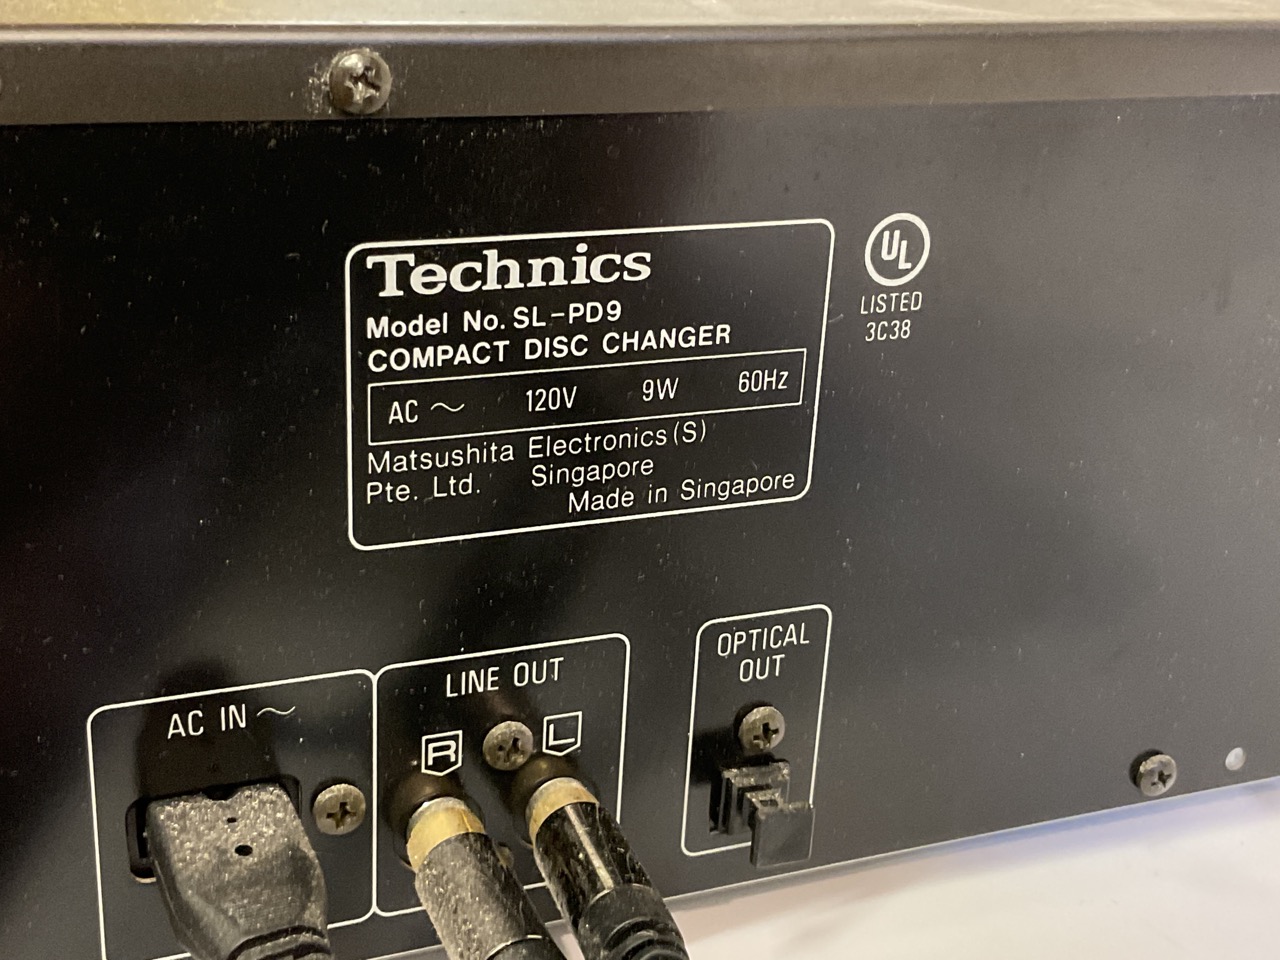 Technics
Model No. SL-PD9
COMPACT DISC CHANGER
AC ~ 120V 9W 60Hz
Matsushita Electronics (S)
Pte. Ltd. Singapore
Made in Singapore
UL
LISTED
3C38
AC IN ~
LINE OUT
R L
OPTICAL
OUT